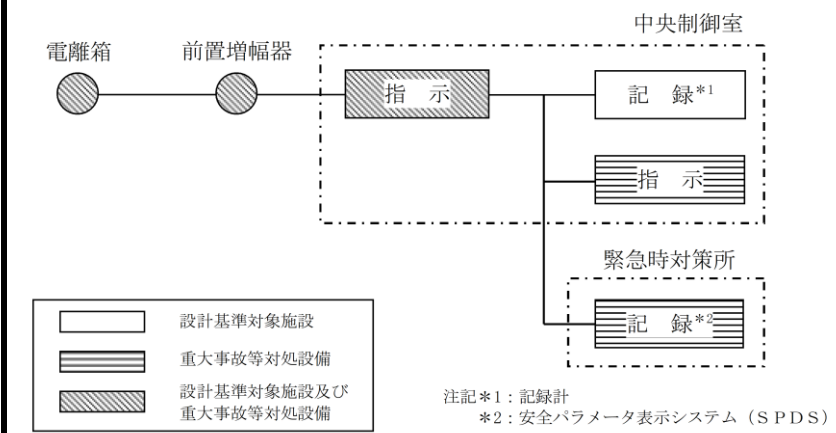 中央制御室
電離箱
前置増幅器
指 示
記 録*1
指 示
緊急時対策所
記 録*2
設計基準対象施設
重大事故等対処設備
設計基準対象施設及び
重大事故等対処設備
注記*1：記録計
*2：安全パラメータ表示システム（ＳＰＤＳ）